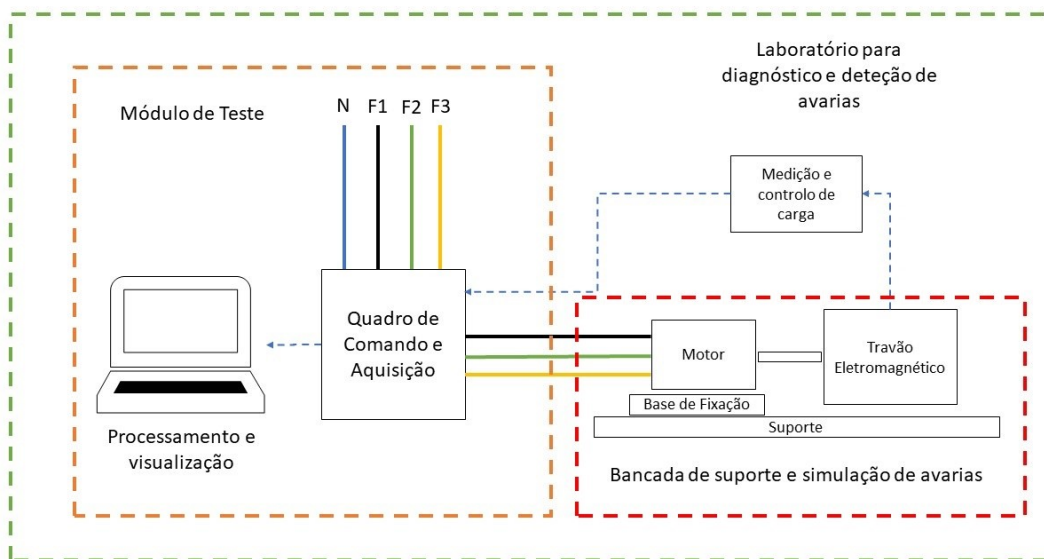 Laboratório para
diagnóstico e deteção de
avarias
Módulo de Teste
N F1 F2 F3
Medição e
controlo de
carga
Quadro de
Comando e
Aquisição
Motor
Travão
Eletromagnético
Base de Fixação
Suporte
Processamento e
visualização
Bancada de suporte e simulação de avarias